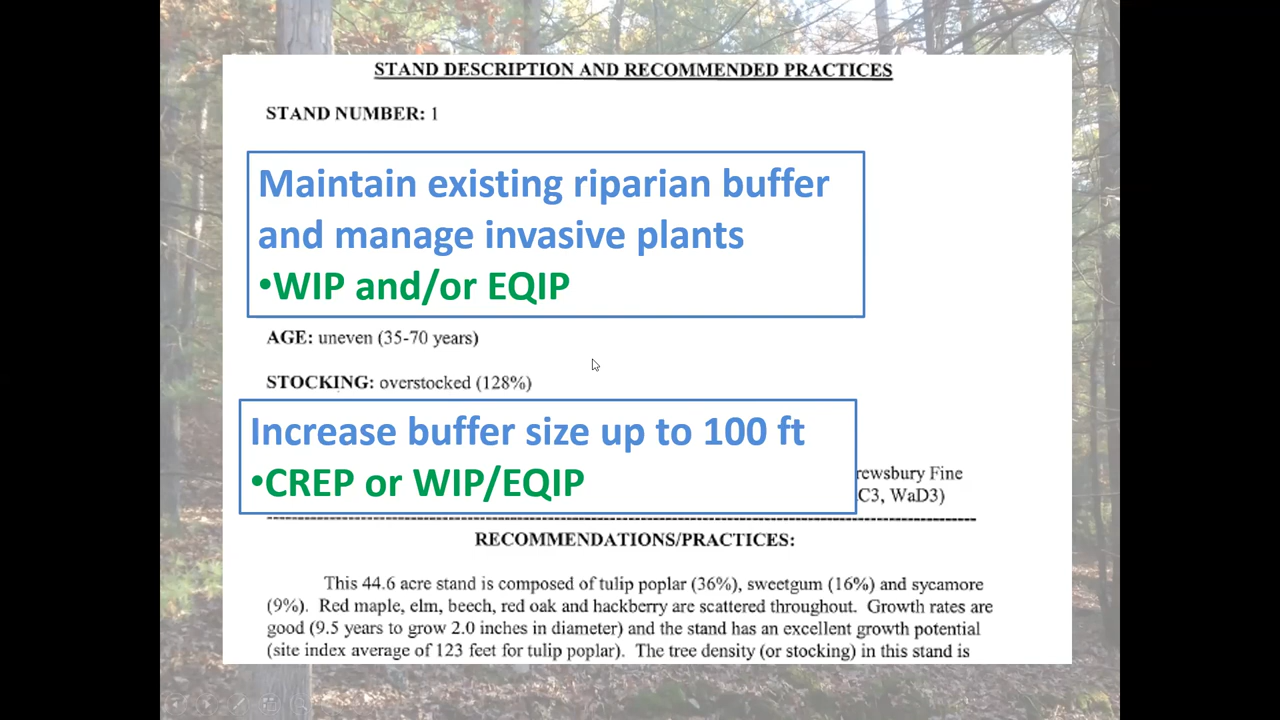 STAND DESCRIPTION AND RECOMMENDED PRACTICES
STAND NUMBER: 1
Maintain existing riparian buffer
and manage invasive plants
•WIP and/or EQIP
AGE: uneven (35-70 years)
STOCKING: overstocked (128%)
Increase buffer size up to 100 ft
•CREP or WIP/EQIP
rewsbury Fine
C3, WaD3)
RECOMMENDATIONS/PRACTICES:
This 44.6 acre stand is composed of tulip poplar (36%), sweetgum (16%) and sycamore
(9%). Red maple, elm, beech, red oak and hackberry are scattered throughout. Growth rates are
good (9.5 years to grow 2.0 inches in diameter) and the stand has an excellent growth potential
(site index average of 123 feet for tulip poplar). The tree density (or stocking) in this stand is